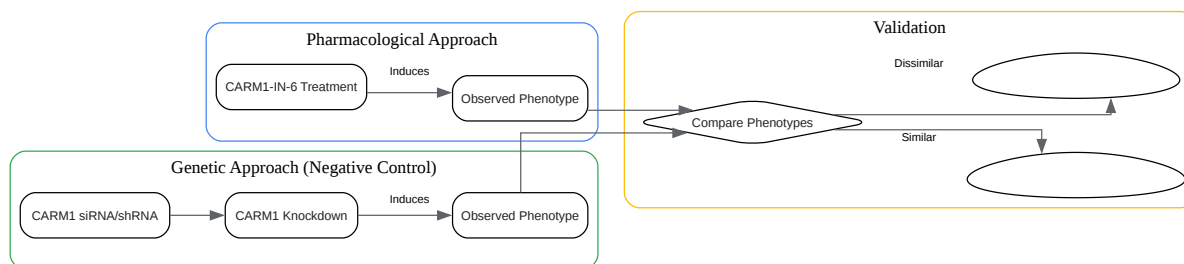 Pharmacological Approach
CARM1-IN-6 Treatment
Induces
Observed Phenotype
Genetic Approach (Negative Control)
CARM1 siRNA/shRNA
CARM1 Knockdown
Induces
Observed Phenotype
Validation
Compare Phenotypes
Dissimilar
Similar